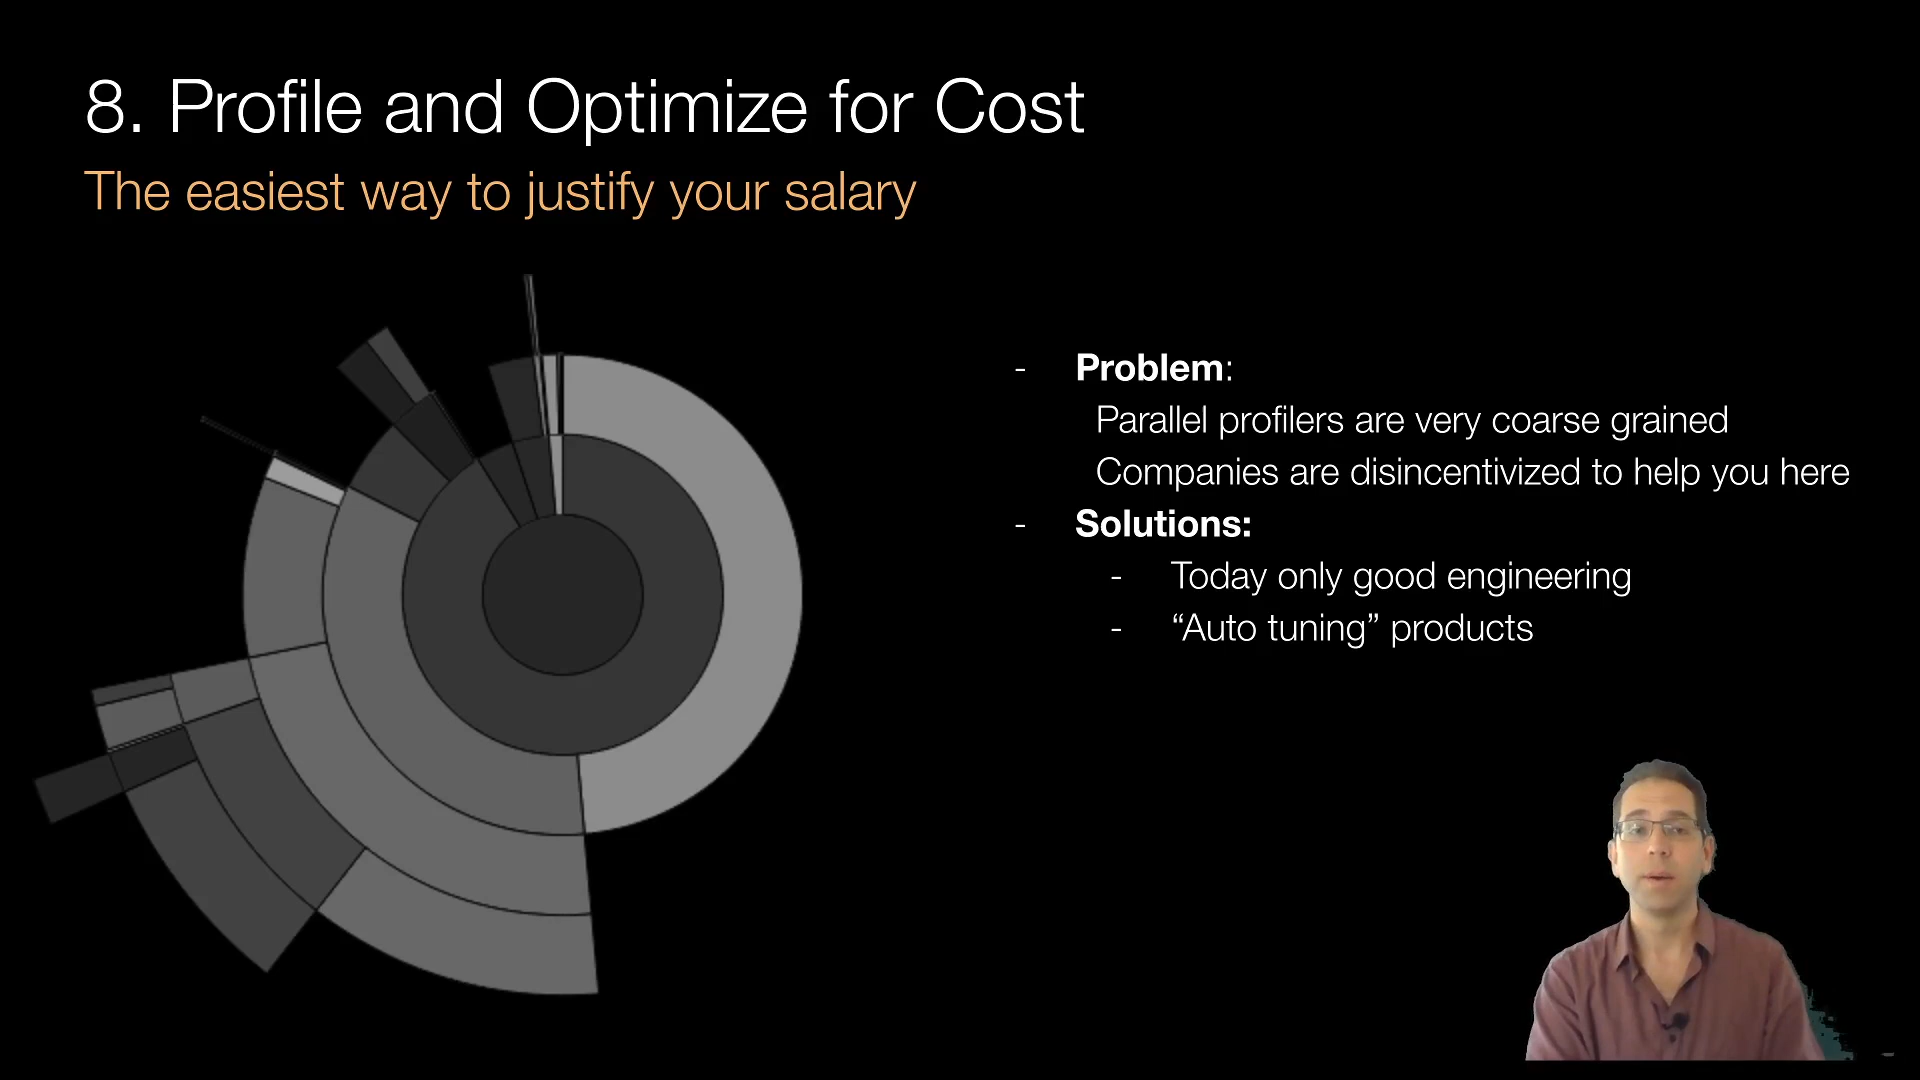 8. Profile and Optimize for Cost
The easiest way to justify your salary
- Problem:
Parallel profilers are very coarse grained
Companies are disincentivized to help you here
- Solutions:
- Today only good engineering
- “Auto tuning” products